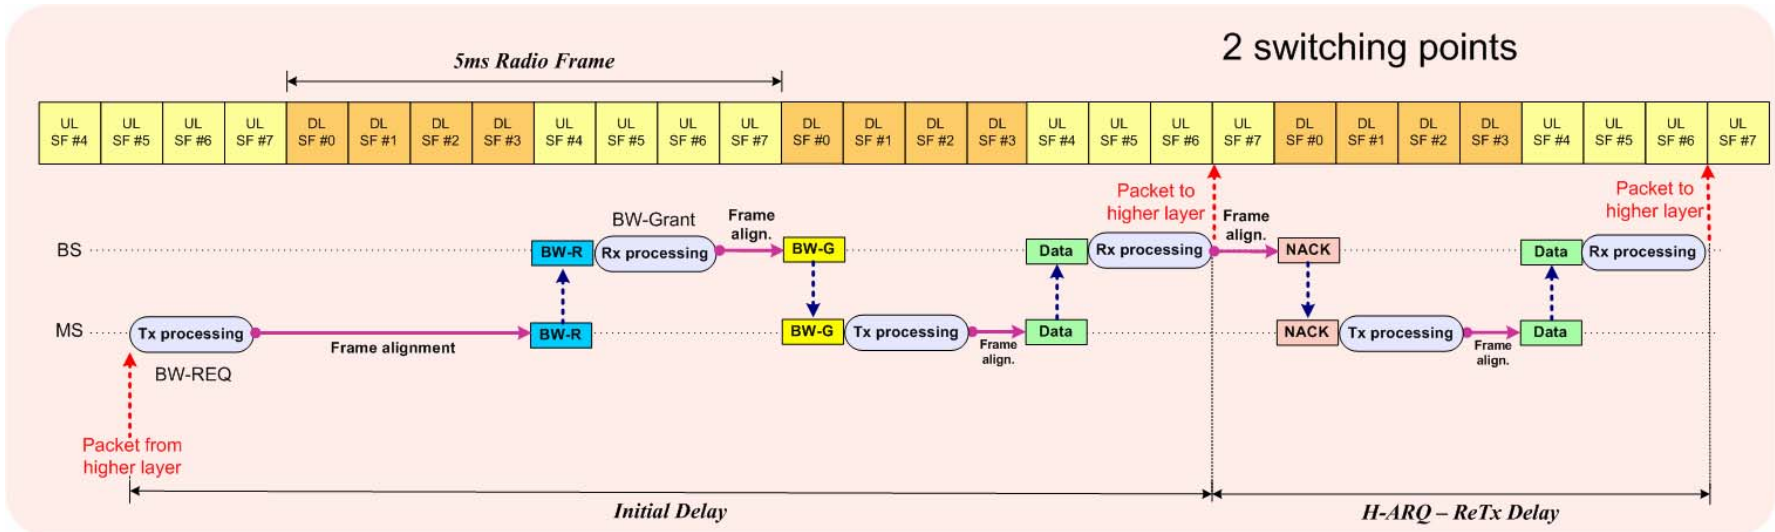 2 switching points
5ms Radio Frame
UL SF #4
UL SF #5
UL SF #6
UL SF #7
DL SF #0
DL SF #1
DL SF #2
DL SF #3
UL SF #4
UL SF #5
UL SF #6
UL SF #7
DL SF #0
DL SF #1
DL SF #2
DL SF #3
UL SF #4
UL SF #5
UL SF #6
UL SF #7
DL SF #0
DL SF #1
DL SF #2
DL SF #3
UL SF #4
UL SF #5
UL SF #6
UL SF #7
Packet to
higher layer
Packet to
higher layer
BW-Grant
Frame
align.
Frame
align.
BS
BW-R
Rx processing
BW-G
Data
Rx processing
NACK
Data
Rx processing
MS
Tx processing
Frame alignment
BW-R
BW-G
Tx processing
Frame
align.
Data
NACK
Tx processing
Frame
align.
Data
BW-REQ
Packet from
higher layer
Initial Delay
H-ARQ – ReTx Delay